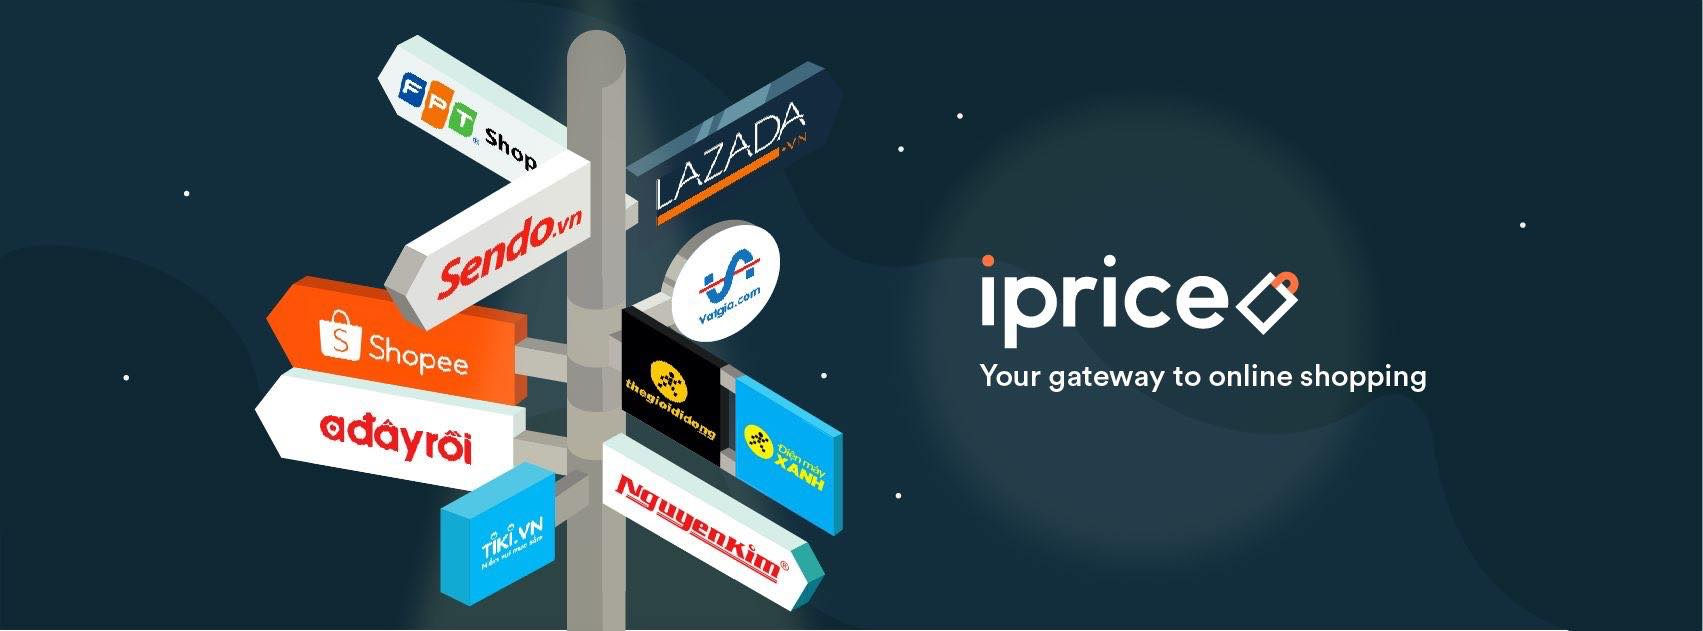 FPT Shop
®
LAZADA
.VN
Sendo.vn
Vatgia.com
Shopee
thegioididong
Điện máy
XANH
adâyrồi
TIKI.VN
Nguyenkim®
iprice
Your gateway to online shopping